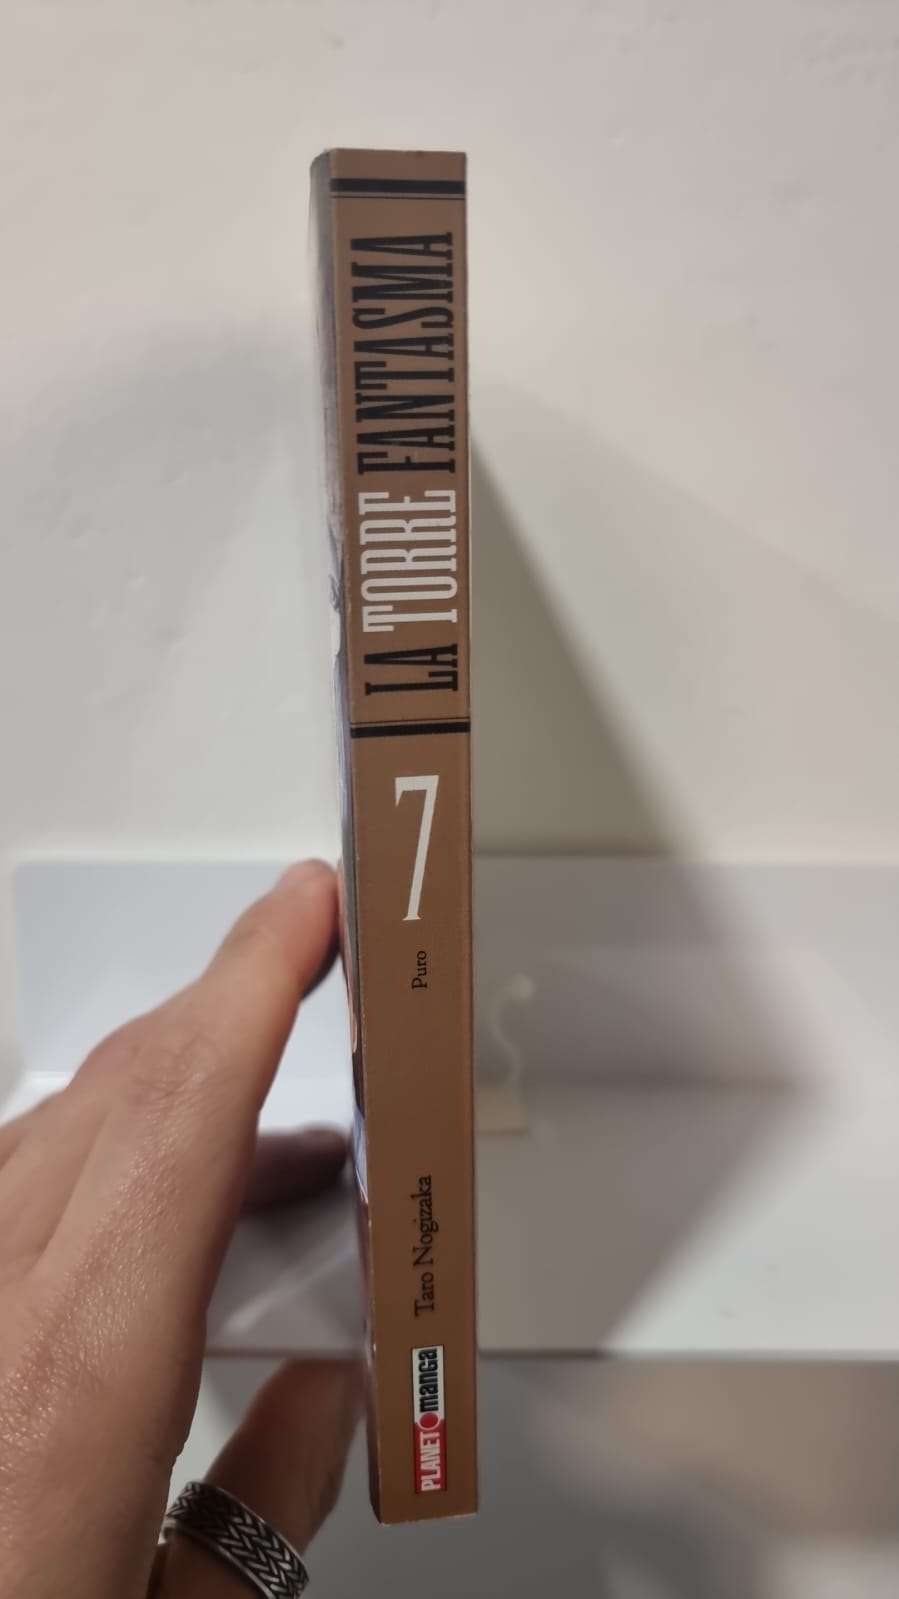 LA TORRE FANTASMA
7
Puro
Taro Nogizaka
PLANET manga